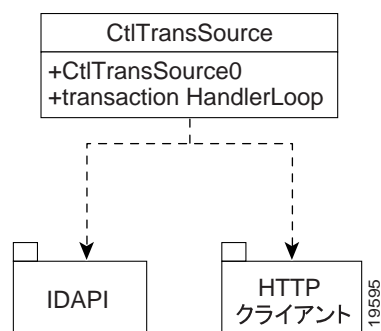 CtlTransSource
+CtlTransSource0
+transaction HandlerLoop
IDAPI
HTTP
クライアント
19595